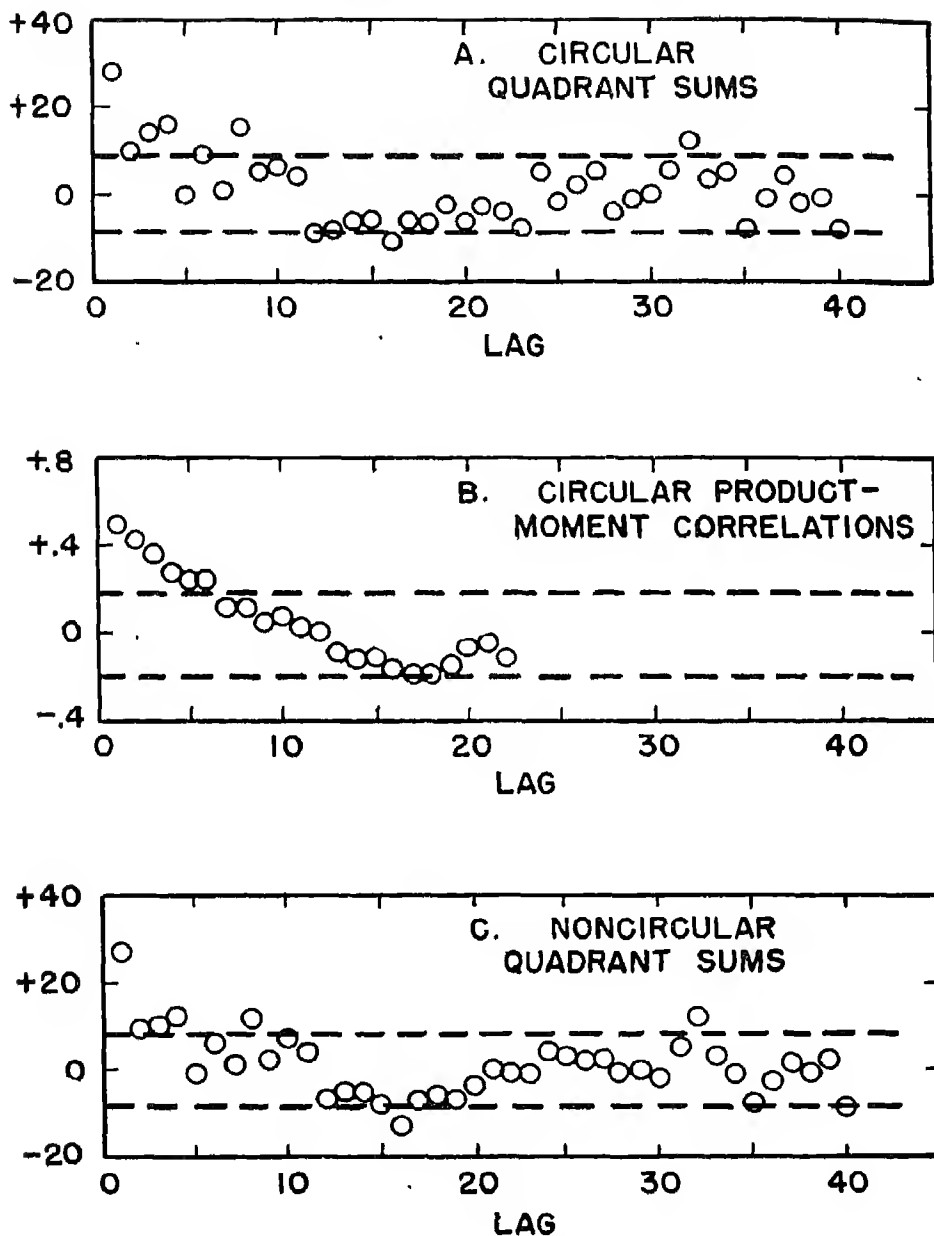 +40
A. CIRCULAR
QUADRANT SUMS
+20
0
-20
0 10 20 30 40
LAG
+.8
B. CIRCULAR PRODUCT-
MOMENT CORRELATIONS
+.4
0
-.4
0 10 20 30 40
LAG
+40
C. NONCIRCULAR
QUADRANT SUMS
+20
0
-20
0 10 20 30 40
LAG